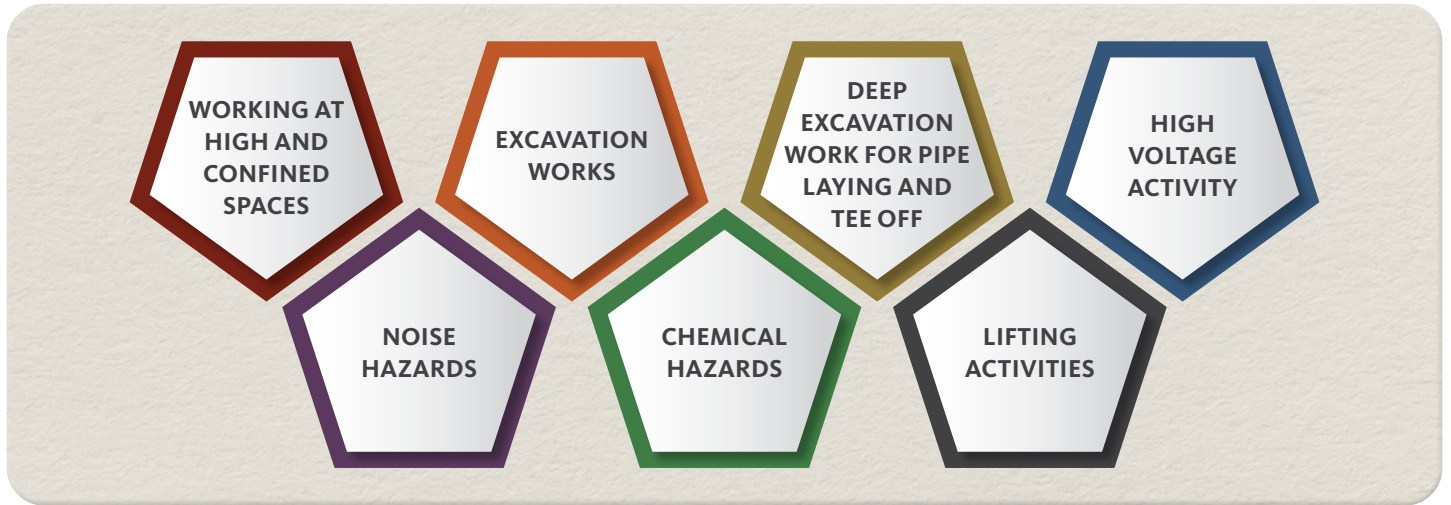 WORKING AT
HIGH AND
CONFINED
SPACES
EXCAVATION
WORKS
DEEP
EXCAVATION
WORK FOR PIPE
LAYING AND
TEE OFF
HIGH
VOLTAGE
ACTIVITY
NOISE
HAZARDS
CHEMICAL
HAZARDS
LIFTING
ACTIVITIES